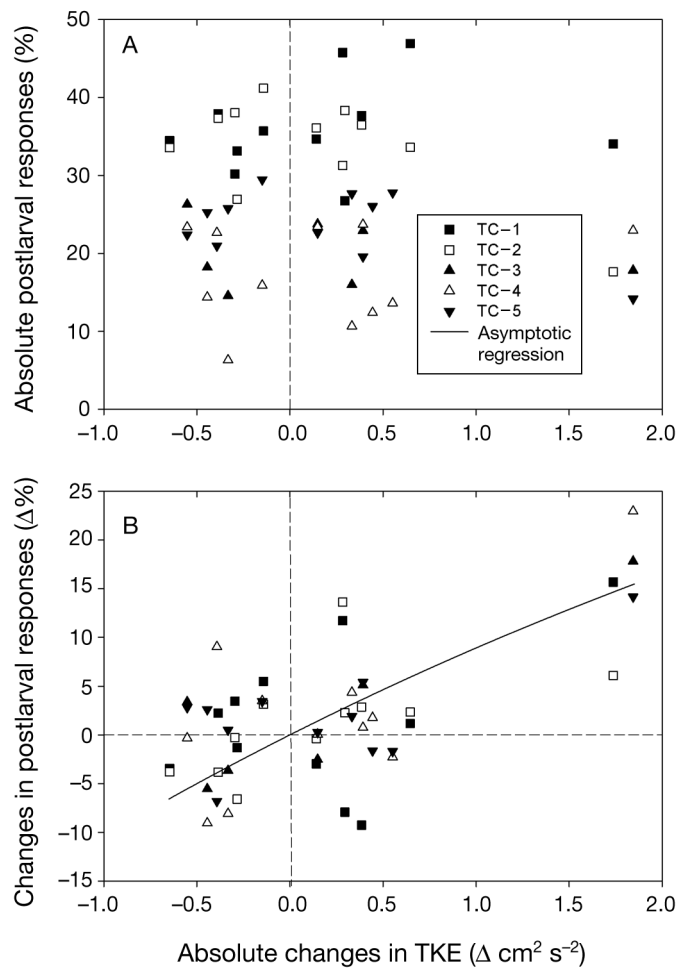 A
50
40
30
20
10
0
Absolute postlarval responses (%)
TC–1
TC–2
TC–3
TC–4
TC–5
Asymptotic
regression
–1.0 –0.5 0.0 0.5 1.0 1.5 2.0
B
25
20
15
10
5
0
–5
–10
–15
Changes in postlarval responses (Δ%)
–1.0 –0.5 0.0 0.5 1.0 1.5 2.0
Absolute changes in TKE (Δ cm² s⁻²)